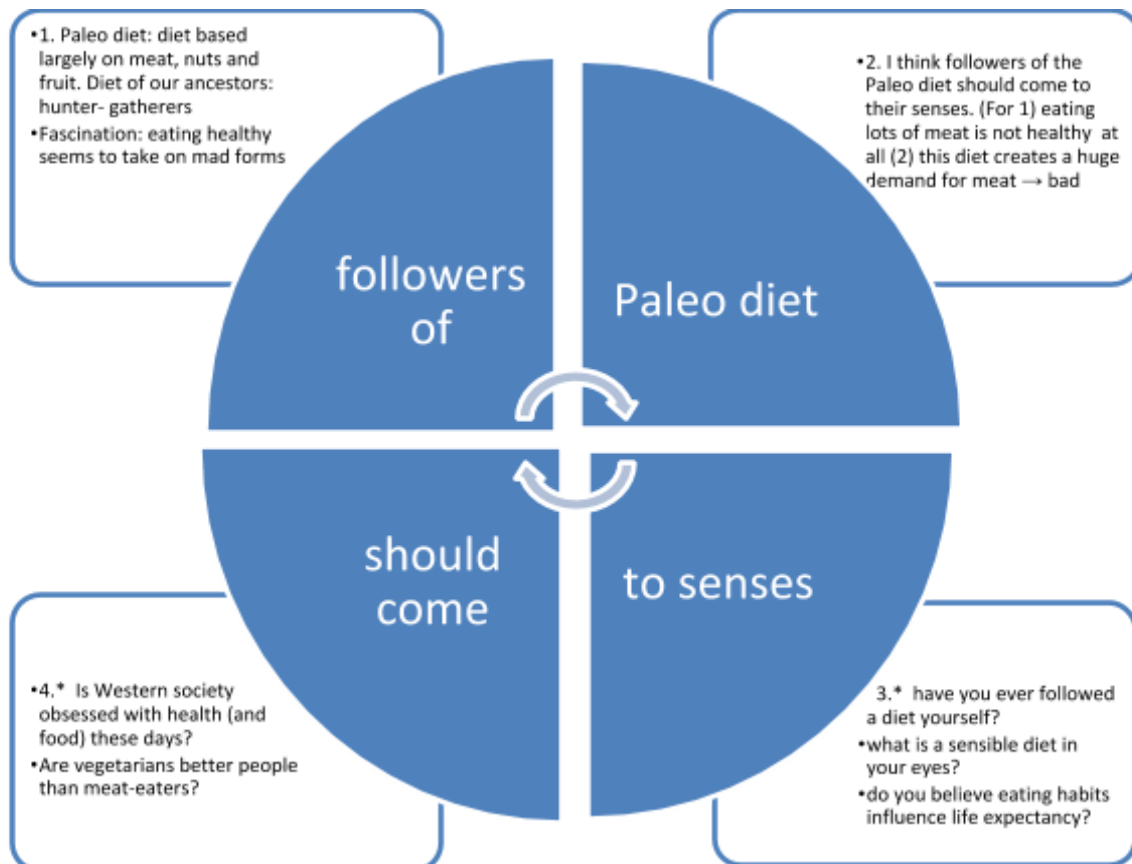 •1. Paleo diet: diet based
largely on meat, nuts and
fruit. Diet of our ancestors:
hunter- gatherers
•Fascination: eating healthy
seems to take on mad forms
•2. I think followers of the
Paleo diet should come to
their senses. (For 1) eating
lots of meat is not healthy at
all (2) this diet creates a huge
demand for meat → bad
followers
of
Paleo diet
should
come
to senses
•4.* Is Western society
obsessed with health (and
food) these days?
•Are vegetarians better people
than meat-eaters?
3.* have you ever followed
a diet yourself?
•what is a sensible diet in
your eyes?
•do you believe eating habits
influence life expectancy?